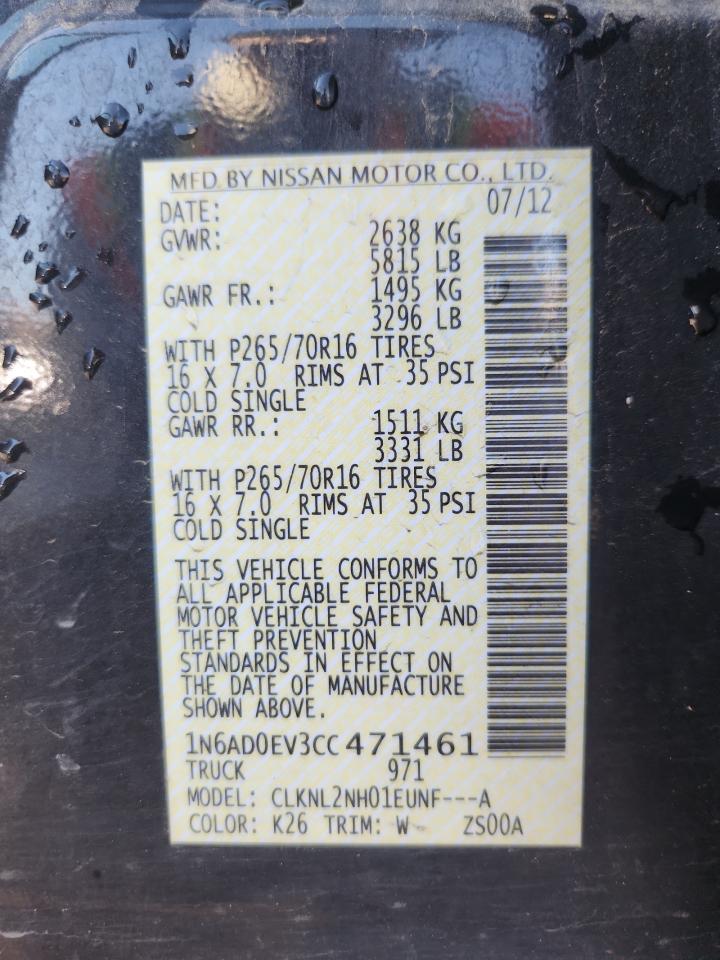 MFD. BY NISSAN MOTOR CO., LTD.
DATE: 07/12
GVWR: 2638 KG
5815 LB
GAWR FR.: 1495 KG
3296 LB
WITH P265/70R16 TIRES
16 X 7.0 RIMS AT 35 PSI
COLD SINGLE
GAWR RR.: 1511 KG
3331 LB
WITH P265/70R16 TIRES
16 X 7.0 RIMS AT 35 PSI
COLD SINGLE
THIS VEHICLE CONFORMS TO
ALL APPLICABLE FEDERAL
MOTOR VEHICLE SAFETY AND
THEFT PREVENTION
STANDARDS IN EFFECT ON
THE DATE OF MANUFACTURE
SHOWN ABOVE.
1N6AD0EV3CC471461
TRUCK 971
MODEL: CLKNL2NH01EUNF---A
COLOR: K26 TRIM: W ZS00A